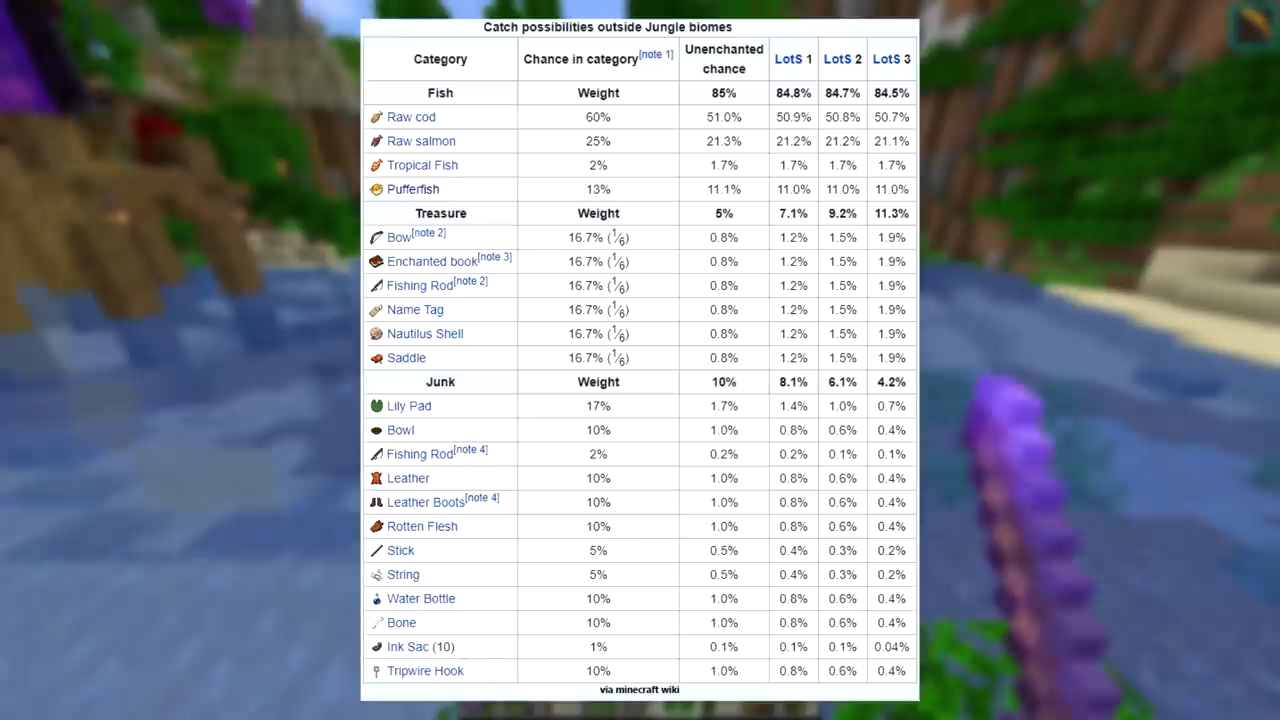 Catch possibilities outside Jungle biomes
Category Chance in category[note 1] Unenchanted chance LotS 1 LotS 2 LotS 3
Fish Weight 85% 84.8% 84.7% 84.5%
Raw cod 60% 51.0% 50.9% 50.8% 50.7%
Raw salmon 25% 21.3% 21.2% 21.2% 21.1%
Tropical Fish 2% 1.7% 1.7% 1.7% 1.7%
Pufferfish 13% 11.1% 11.0% 11.0% 11.0%
Treasure Weight 5% 7.1% 9.2% 11.3%
Bow[note 2] 16.7% (1⁄6) 0.8% 1.2% 1.5% 1.9%
Enchanted book[note 3] 16.7% (1⁄6) 0.8% 1.2% 1.5% 1.9%
Fishing Rod[note 2] 16.7% (1⁄6) 0.8% 1.2% 1.5% 1.9%
Name Tag 16.7% (1⁄6) 0.8% 1.2% 1.5% 1.9%
Nautilus Shell 16.7% (1⁄6) 0.8% 1.2% 1.5% 1.9%
Saddle 16.7% (1⁄6) 0.8% 1.2% 1.5% 1.9%
Junk Weight 10% 8.1% 6.1% 4.2%
Lily Pad 17% 1.7% 1.4% 1.0% 0.7%
Bowl 10% 1.0% 0.8% 0.6% 0.4%
Fishing Rod[note 4] 2% 0.2% 0.2% 0.1% 0.1%
Leather 10% 1.0% 0.8% 0.6% 0.4%
Leather Boots[note 4] 10% 1.0% 0.8% 0.6% 0.4%
Rotten Flesh 10% 1.0% 0.8% 0.6% 0.4%
Stick 5% 0.5% 0.4% 0.3% 0.2%
String 5% 0.5% 0.4% 0.3% 0.2%
Water Bottle 10% 1.0% 0.8% 0.6% 0.4%
Bone 10% 1.0% 0.8% 0.6% 0.4%
Ink Sac (10) 1% 0.1% 0.1% 0.1% 0.04%
Tripwire Hook 10% 1.0% 0.8% 0.6% 0.4%
via minecraft wiki